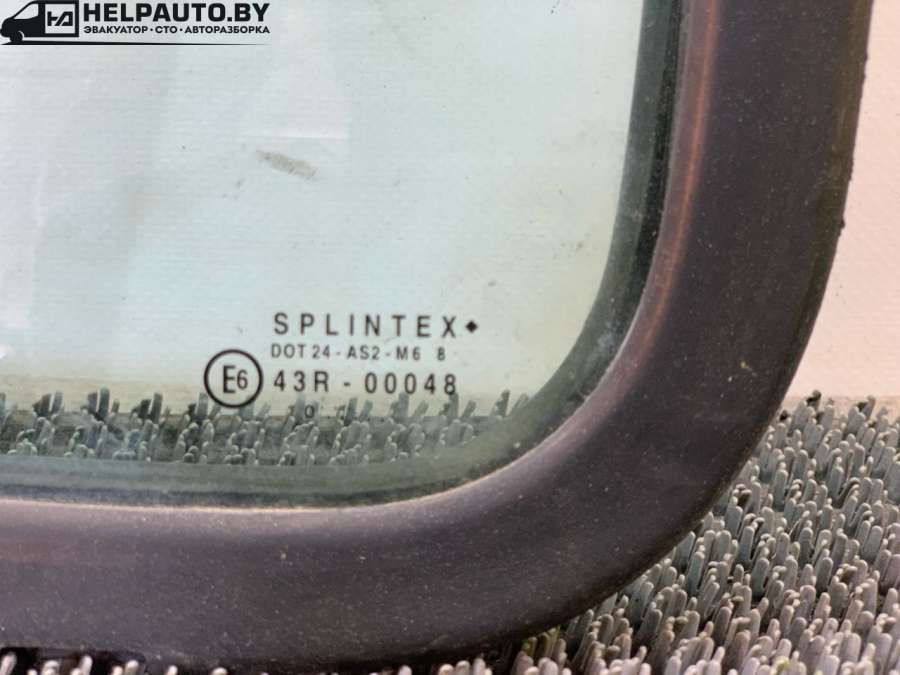 HELPAUTO.BY
ЭВАКУАТОР • СТО • АВТОРАЗБОРКА
SPLINTEX
DOT 24 - AS2 - M6 8
E6 43R - 00048